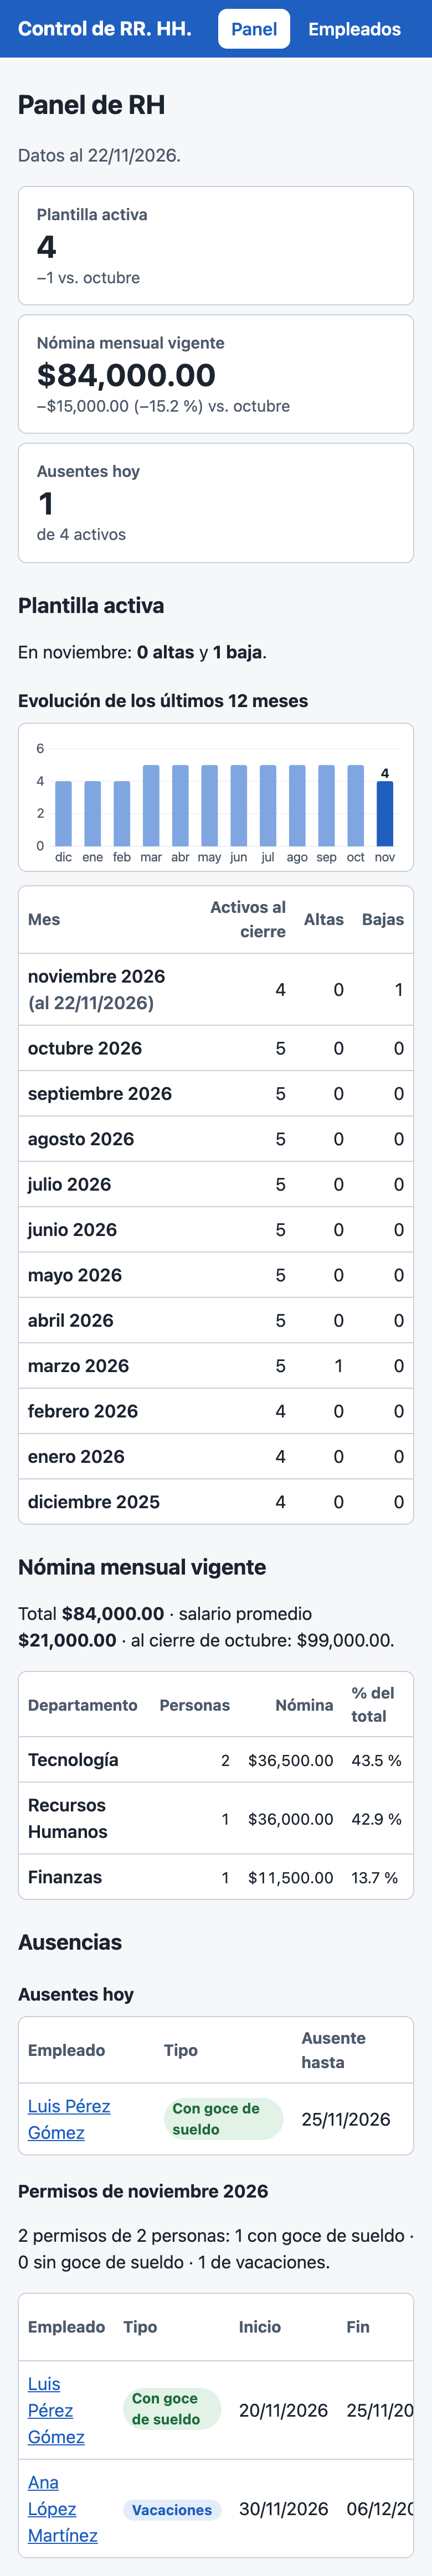 Control de RR. HH. Panel Empleados
Panel de RH
Datos al 22/11/2026.
Plantilla activa
4
−1 vs. octubre
Nómina mensual vigente
$84,000.00
−$15,000.00 (−15.2 %) vs. octubre
Ausentes hoy
1
de 4 activos
Plantilla activa
En noviembre: 0 altas y 1 baja.
Evolución de los últimos 12 meses
6
4
2
0
4
dic ene feb mar abr may jun jul ago sep oct nov
Mes Activos al cierre Altas Bajas
noviembre 2026 (al 22/11/2026) 4 0 1
octubre 2026 5 0 0
septiembre 2026 5 0 0
agosto 2026 5 0 0
julio 2026 5 0 0
junio 2026 5 0 0
mayo 2026 5 0 0
abril 2026 5 0 0
marzo 2026 5 1 0
febrero 2026 4 0 0
enero 2026 4 0 0
diciembre 2025 4 0 0
Nómina mensual vigente
Total $84,000.00 · salario promedio
$21,000.00 · al cierre de octubre: $99,000.00.
Departamento Personas Nómina % del total
Tecnología 2 $36,500.00 43.5 %
Recursos Humanos 1 $36,000.00 42.9 %
Finanzas 1 $11,500.00 13.7 %
Ausencias
Ausentes hoy
Empleado Tipo Ausente hasta
Luis Pérez Gómez Con goce de sueldo 25/11/2026
Permisos de noviembre 2026
2 permisos de 2 personas: 1 con goce de sueldo ·
0 sin goce de sueldo · 1 de vacaciones.
Empleado Tipo Inicio Fin
Luis Pérez Gómez Con goce de sueldo 20/11/2026 25/11/20
Ana López Martínez Vacaciones 30/11/2026 06/12/20